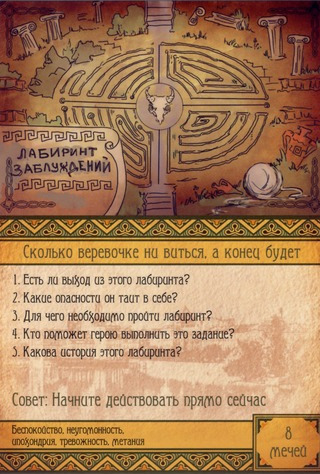 ЛАБИРИНТ
ЗАБЛУЖДЕНИЙ
Сколько веревочке ни виться, а конец будет
1. Есть ли выход из этого лабиринта?
2. Какие опасности он таит в себе?
3. Для чего необходимо пройти лабиринт?
4. Кто поможет герою выполнить это задание?
5. Какова история этого лабиринта?
Совет: Начните действовать прямо сейчас
Беспокойство, неугомонность,
ипохондрия, тревожность, метания
8
мечей